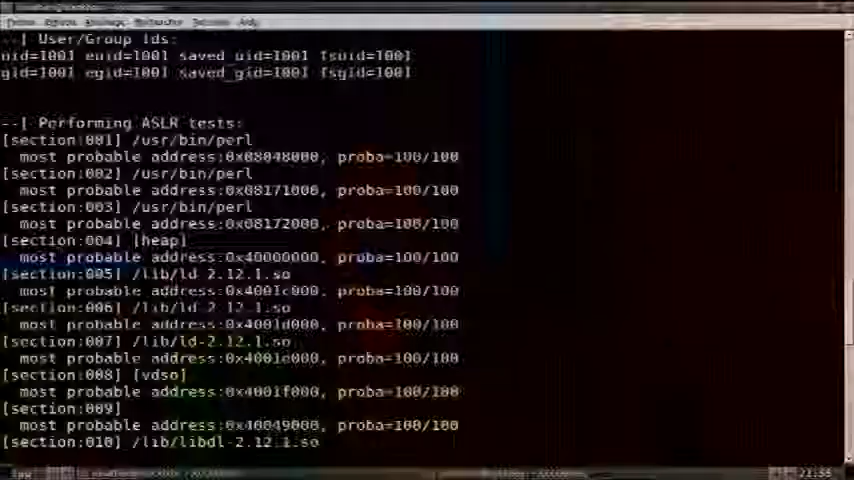 --[ User/Group ids:
uid=1001 euid=1001 saved_uid=1001 fsuid=1001
gid=1001 egid=1001 saved_gid=1001 fsgid=1001
--[ Performing ASLR tests:
[section:001] /usr/bin/perl
most probable address:0x08048000, proba=100/100
[section:002] /usr/bin/perl
most probable address:0x08171000, proba=100/100
[section:003] /usr/bin/perl
most probable address:0x08172000, proba=100/100
[section:004] [heap]
most probable address:0x40000000, proba=100/100
[section:005] /lib/ld-2.12.1.so
most probable address:0x4001c000, proba=100/100
[section:006] /lib/ld-2.12.1.so
most probable address:0x4001d000, proba=100/100
[section:007] /lib/ld-2.12.1.so
most probable address:0x4001e000, proba=100/100
[section:008] [vdso]
most probable address:0x4001f000, proba=100/100
[section:009]
most probable address:0x40049000, proba=100/100
[section:010] /lib/libdl-2.12.1.so